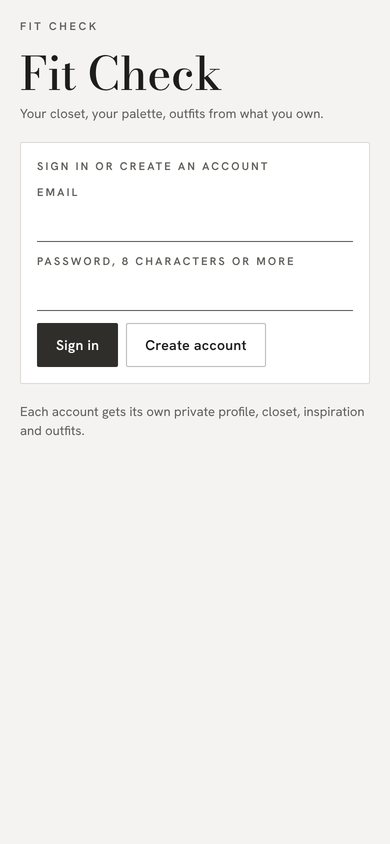 FIT CHECK
Fit Check
Your closet, your palette, outfits from what you own.
SIGN IN OR CREATE AN ACCOUNT
EMAIL
PASSWORD, 8 CHARACTERS OR MORE
Sign in
Create account
Each account gets its own private profile, closet, inspiration
and outfits.